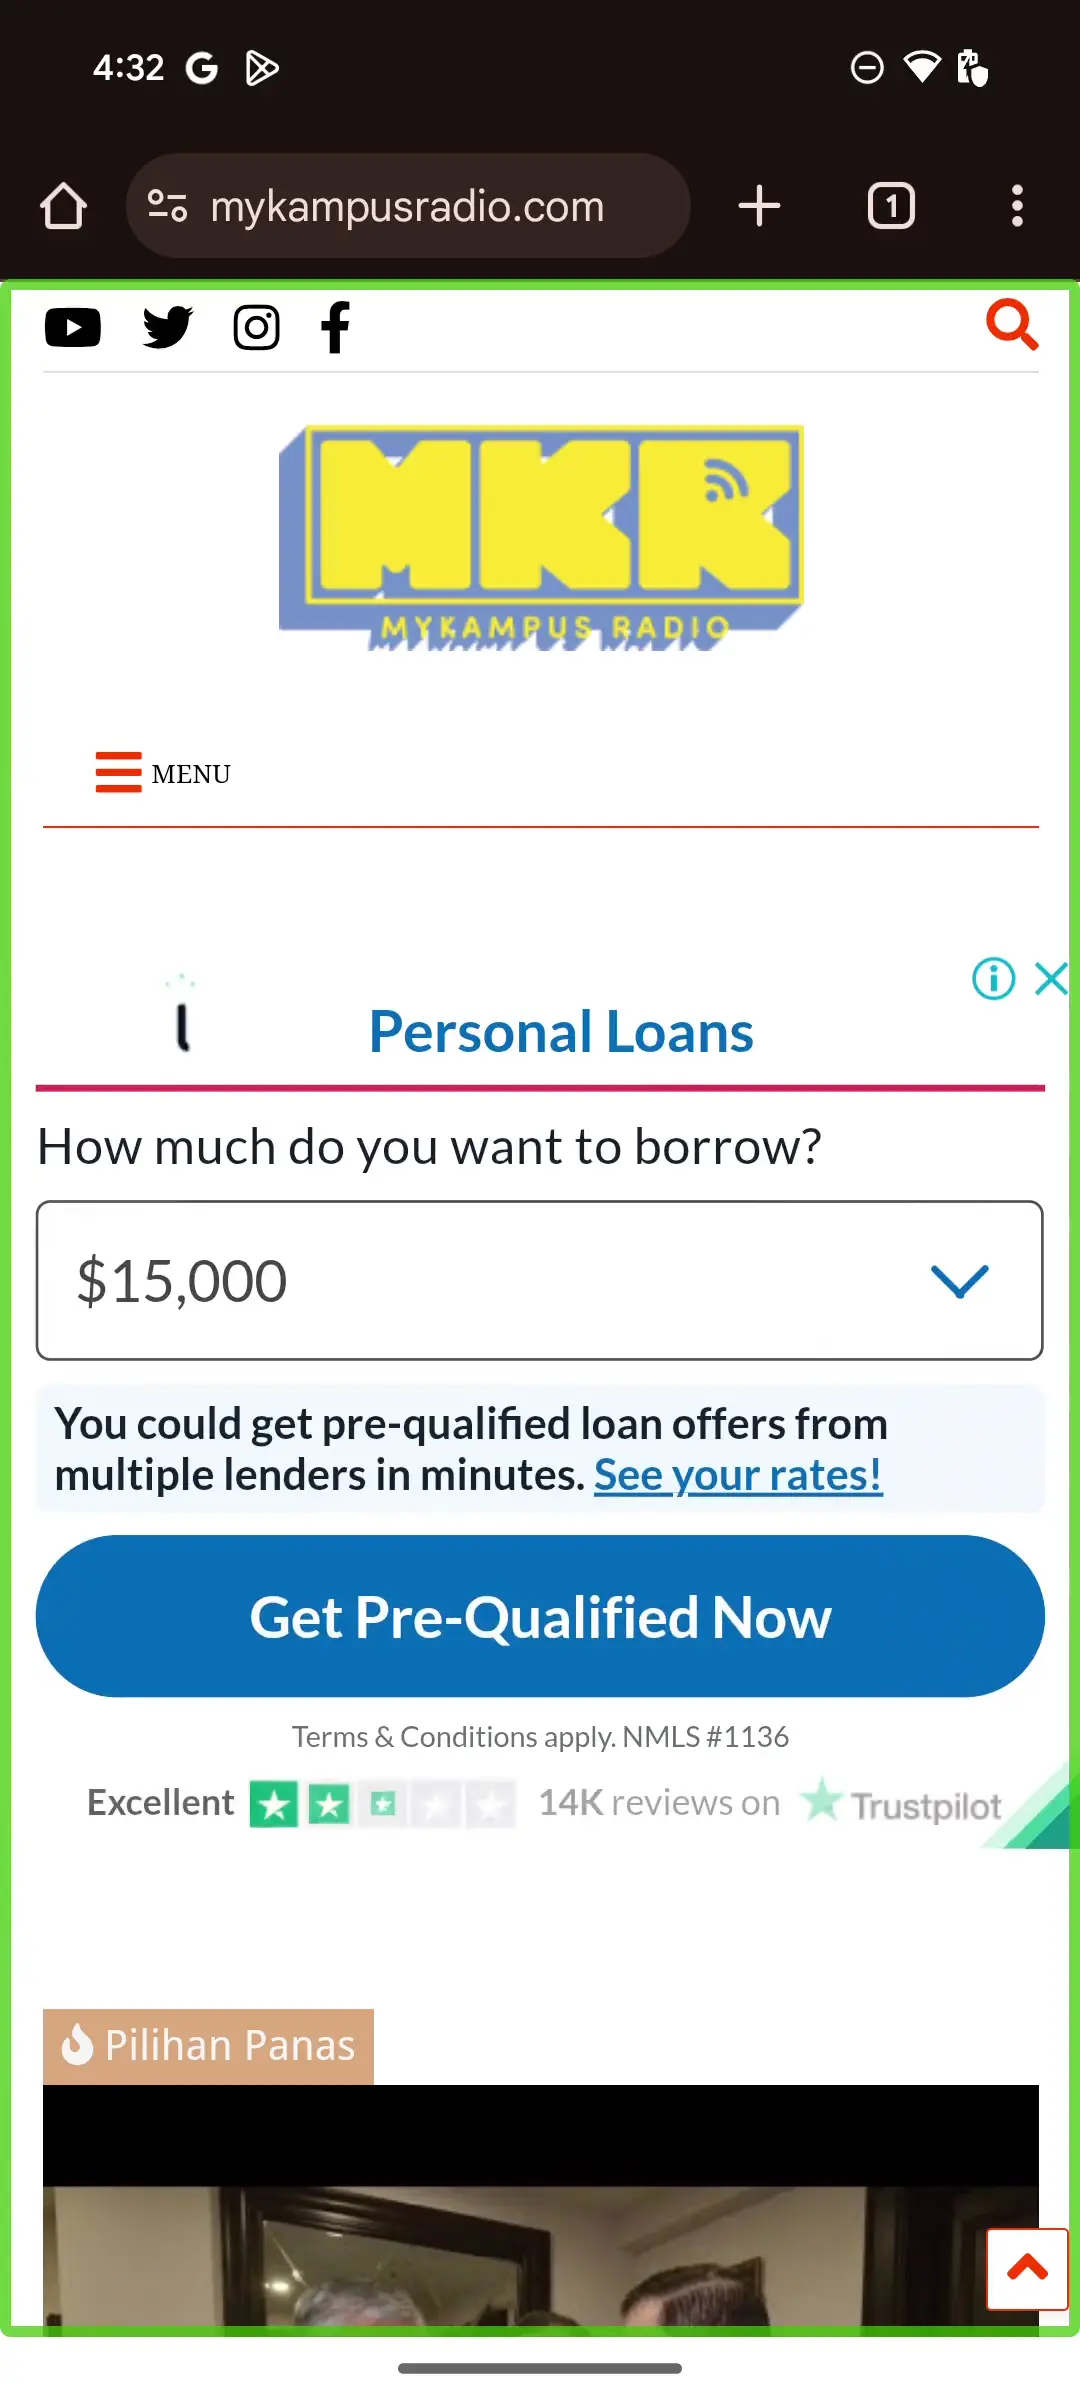 4:32
mykampusradio.com
1
MKR
MYKAMPUS RADIO
MENU
Personal Loans
How much do you want to borrow?
$15,000
You could get pre-qualified loan offers from
multiple lenders in minutes. See your rates!
Get Pre-Qualified Now
Terms & Conditions apply. NMLS #1136
Excellent 14K reviews on Trustpilot
Pilihan Panas